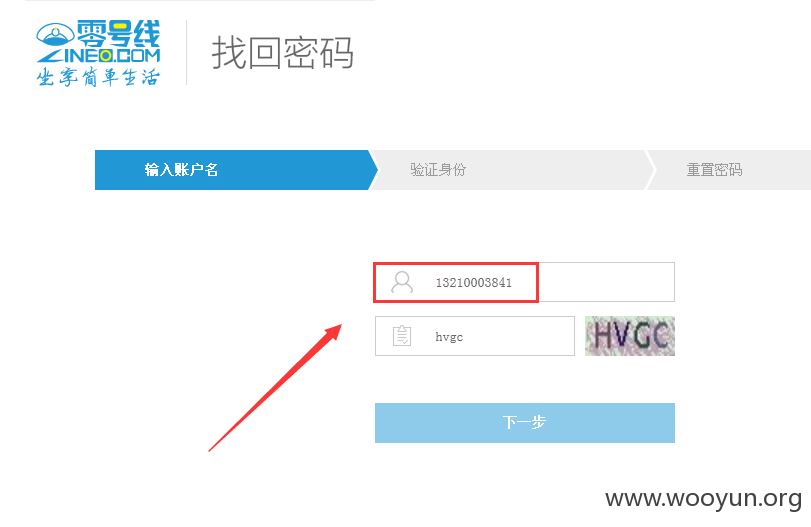 零号线
ZINEO.COM
坐享简单生活
找回密码
输入账户名
验证身份
重置密码
13210003841
hvgc
HVGC
下一步
www.wooyun.org